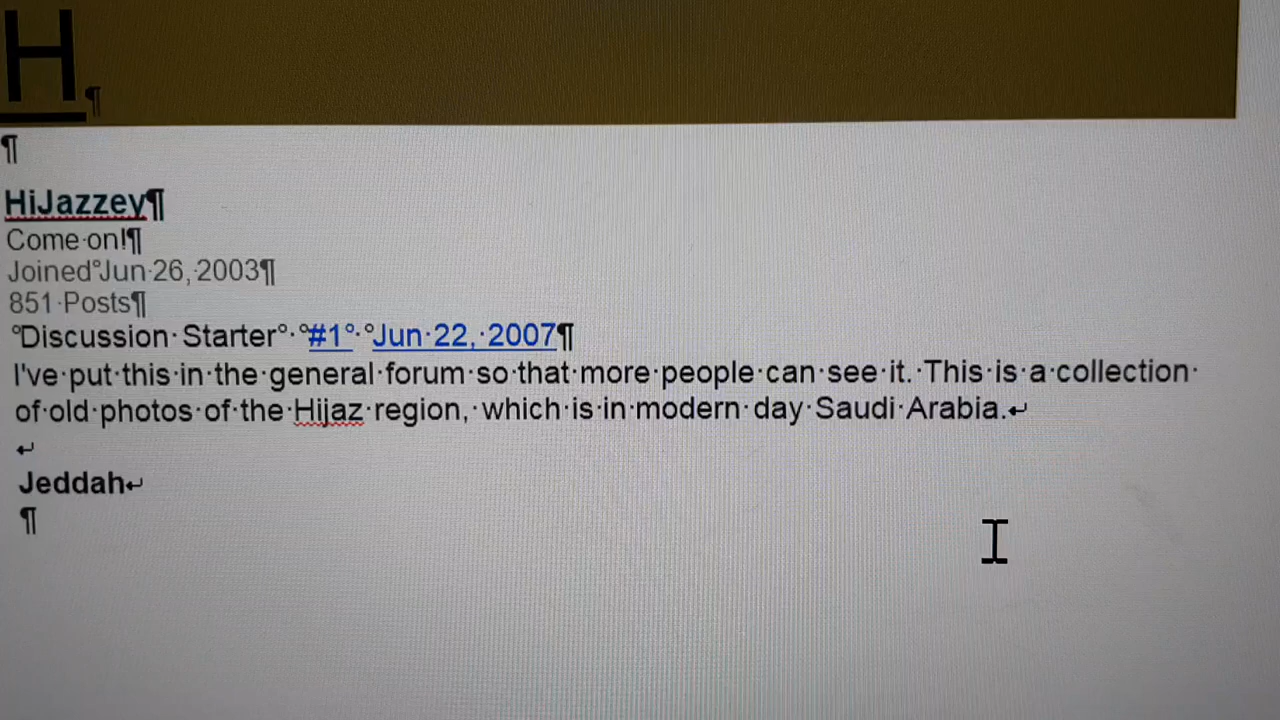 H
HiJazzey
Come on!
Joined Jun 26, 2003
851 Posts
Discussion Starter #1 Jun 22, 2007
I've put this in the general forum so that more people can see it. This is a collection
of old photos of the Hijaz region, which is in modern day Saudi Arabia.
Jeddah